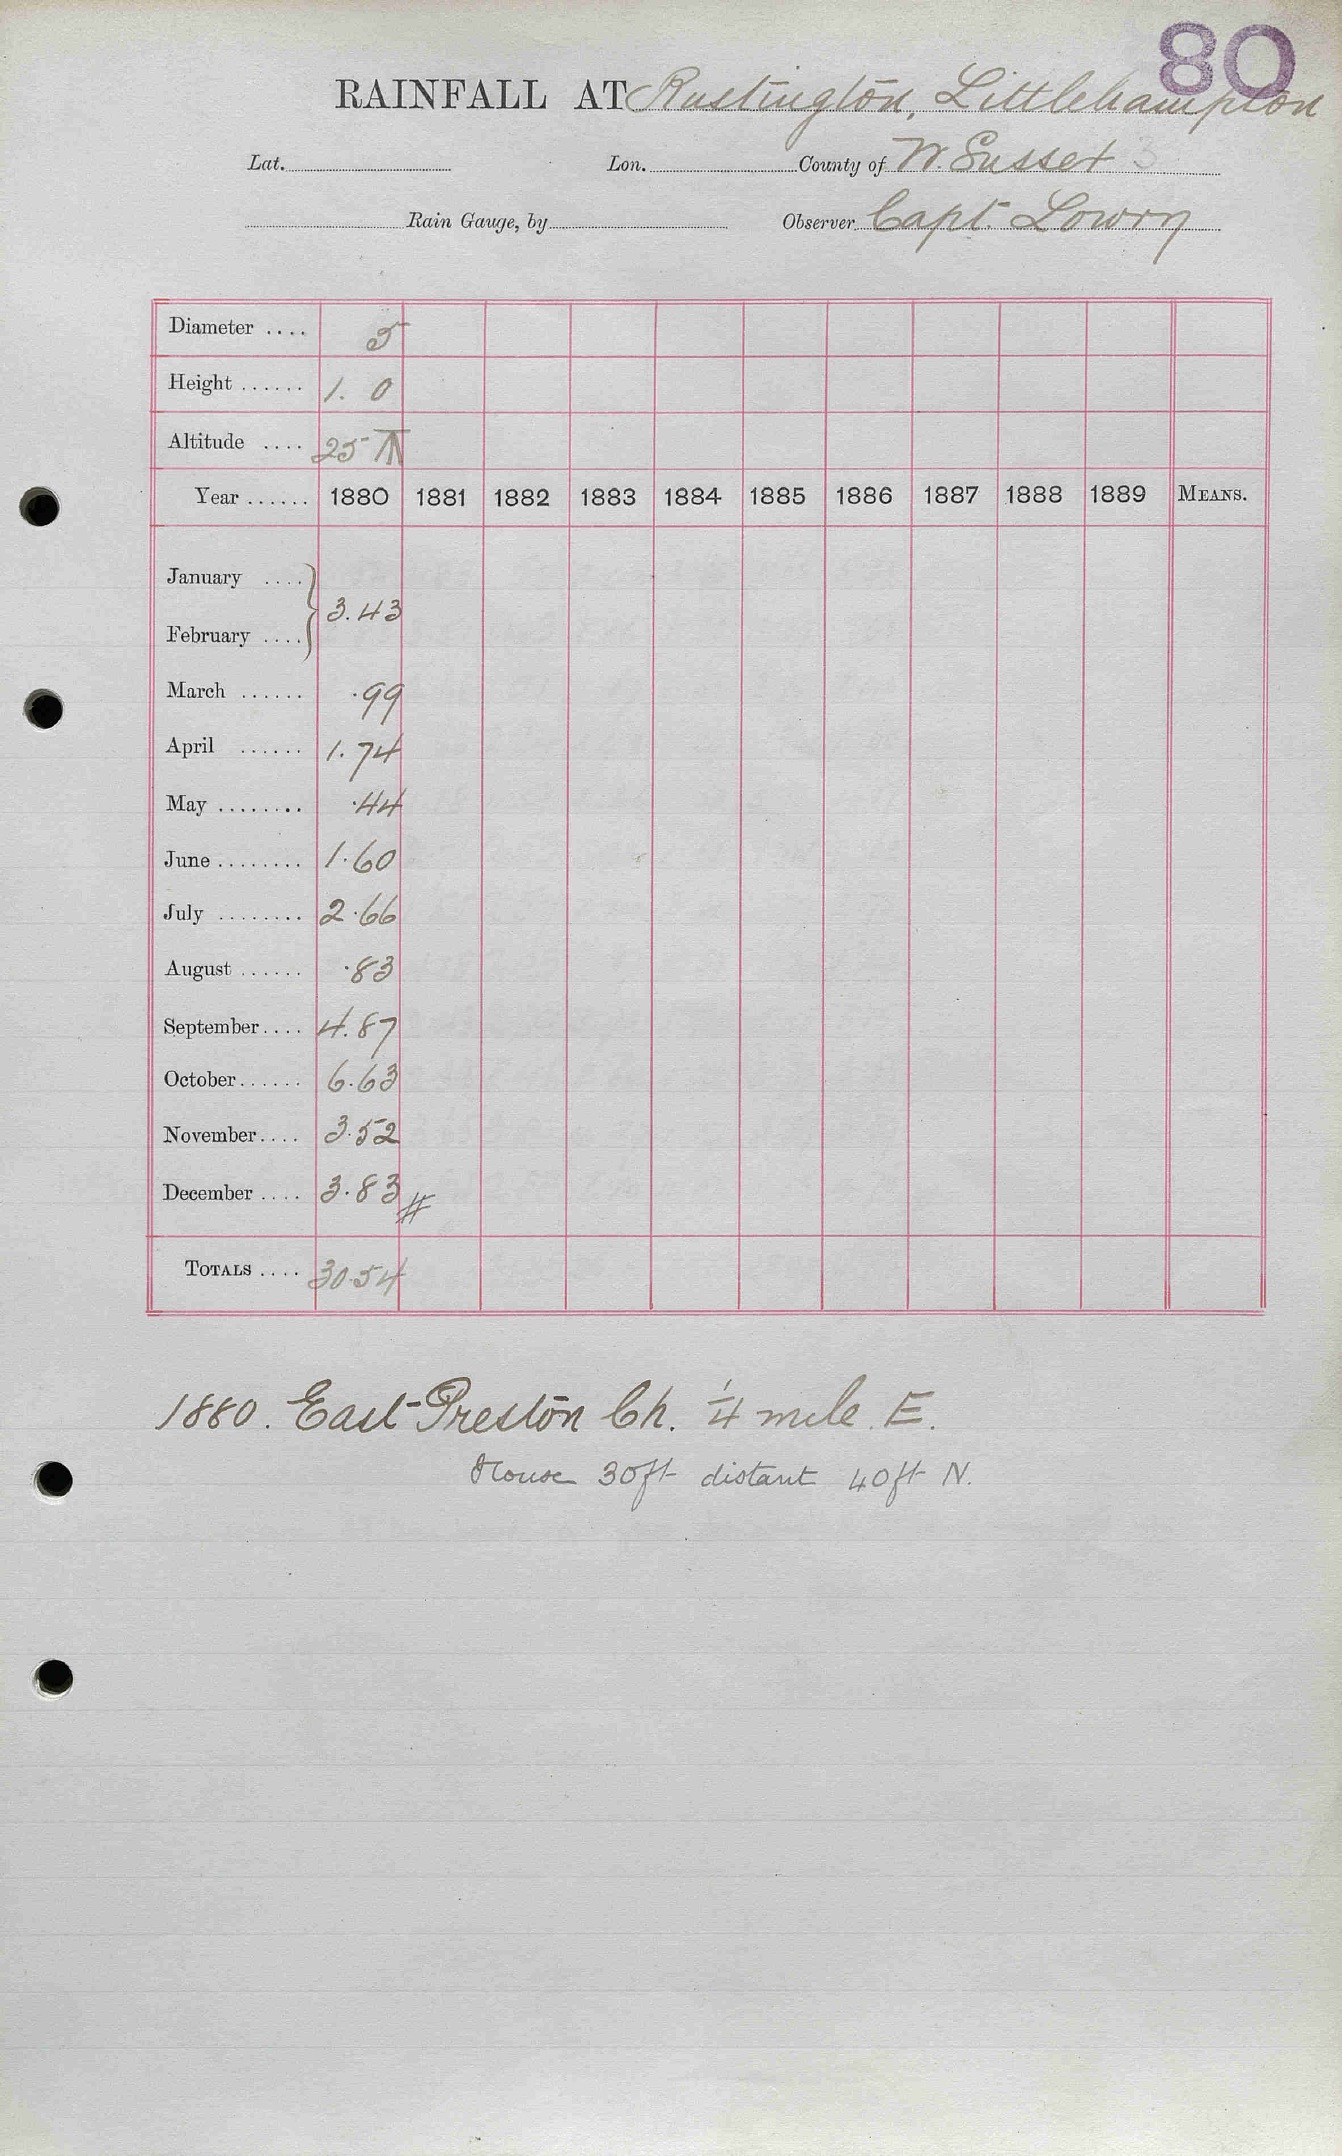 80
RAINFALL AT Rustington, Littlehampton
Lat. Lon. County of W. Sussex 3
Rain Gauge, by Observer Capt. Lowry
Diameter .... 5
Height ...... 1. 0
Altitude .... 25
Year ...... 1880 1881 1882 1883 1884 1885 1886 1887 1888 1889 MEANS.
January ....
} 3.43
February ....
March ...... .99
April ...... 1.74
May ........ .44
June ........ 1.60
July ........ 2.66
August ...... .83
September .... 4.87
October ...... 6.63
November .... 3.52
December .... 3.83 #
TOTALS .... 30.54
1880. East Preston Ch. 1/4 mile E.
House 30ft distant 40ft N.